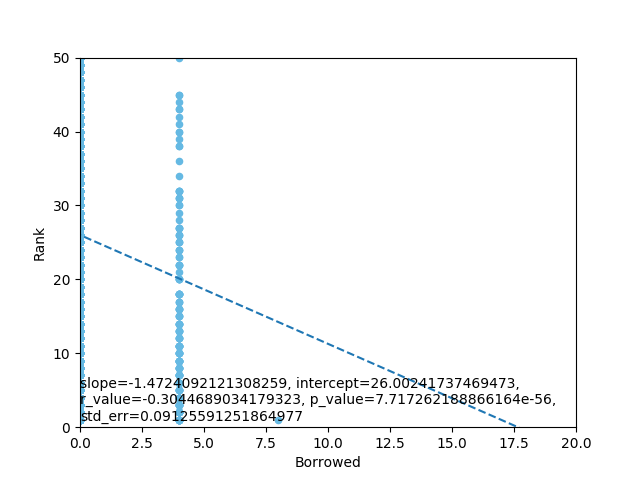 50
40
30
20
10
0
Rank
slope=-1.4724092121308259, intercept=26.00241737469473,
r_value=-0.3044689034179323, p_value=7.717262188866164e-56,
std_err=0.09125591251864977
0.0 2.5 5.0 7.5 10.0 12.5 15.0 17.5 20.0
Borrowed